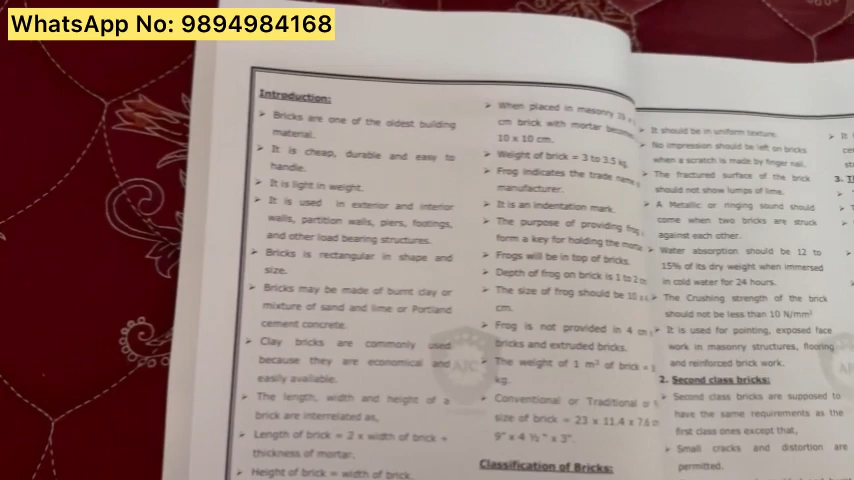 WhatsApp No: 9894984168
Introduction:
➢ Bricks are one of the oldest building
material.
➢ It is cheap, durable and easy to
handle.
➢ It is light in weight.
➢ It is used in exterior and interior
walls, partition walls, piers, footings,
and other load bearing structures.
➢ Bricks is rectangular in shape and
size.
➢ Bricks may be made of burnt clay or
mixture of sand and lime or Portland
cement concrete.
➢ Clay bricks are commonly used
because they are economical and
easily available.
➢ The length, width and height of a
brick are interrelated as,
➢ Length of brick = 2 x width of brick +
thickness of mortar.
➢ Height of brick = width of brick.
➢ When placed in masonry
cm brick with mortar becomes
10 x 10 cm.
➢ Weight of brick = 3 to 3.5 kg.
➢ Frog indicates the trade name
manufacturer.
➢ It is an indentation mark.
➢ The purpose of providing frog
form a key for holding the mortar
➢ Frogs will be in top of bricks.
➢ Depth of frog on brick is 1 to 2 cm
➢ The size of frog should be 10 x
cm.
➢ Frog is not provided in 4 cm
bricks and extruded bricks.
➢ The weight of 1 m³ of brick =
kg.
➢ Conventional or Traditional or
size of brick = 23 x 11.4 x 7.6 cm
9" x 4 ½ " x 3".
Classification of Bricks:
➢ It should be in uniform texture.
➢ No impression should be left on bricks
when a scratch is made by finger nail.
➢ The fractured surface of the brick
should not show lumps of lime.
➢ A Metallic or ringing sound should
come when two bricks are struck
against each other.
➢ Water absorption should be 12 to
15% of its dry weight when immersed
in cold water for 24 hours.
➢ The Crushing strength of the brick
should not be less than 10 N/mm²
➢ It is used for pointing, exposed face
work in masonry structures, flooring
and reinforced brick work.
2. Second class bricks:
➢ Second class bricks are supposed to
have the same requirements as the
first class ones except that,
➢ Small cracks and distortion are
permitted.
➢ It
3.
AJC